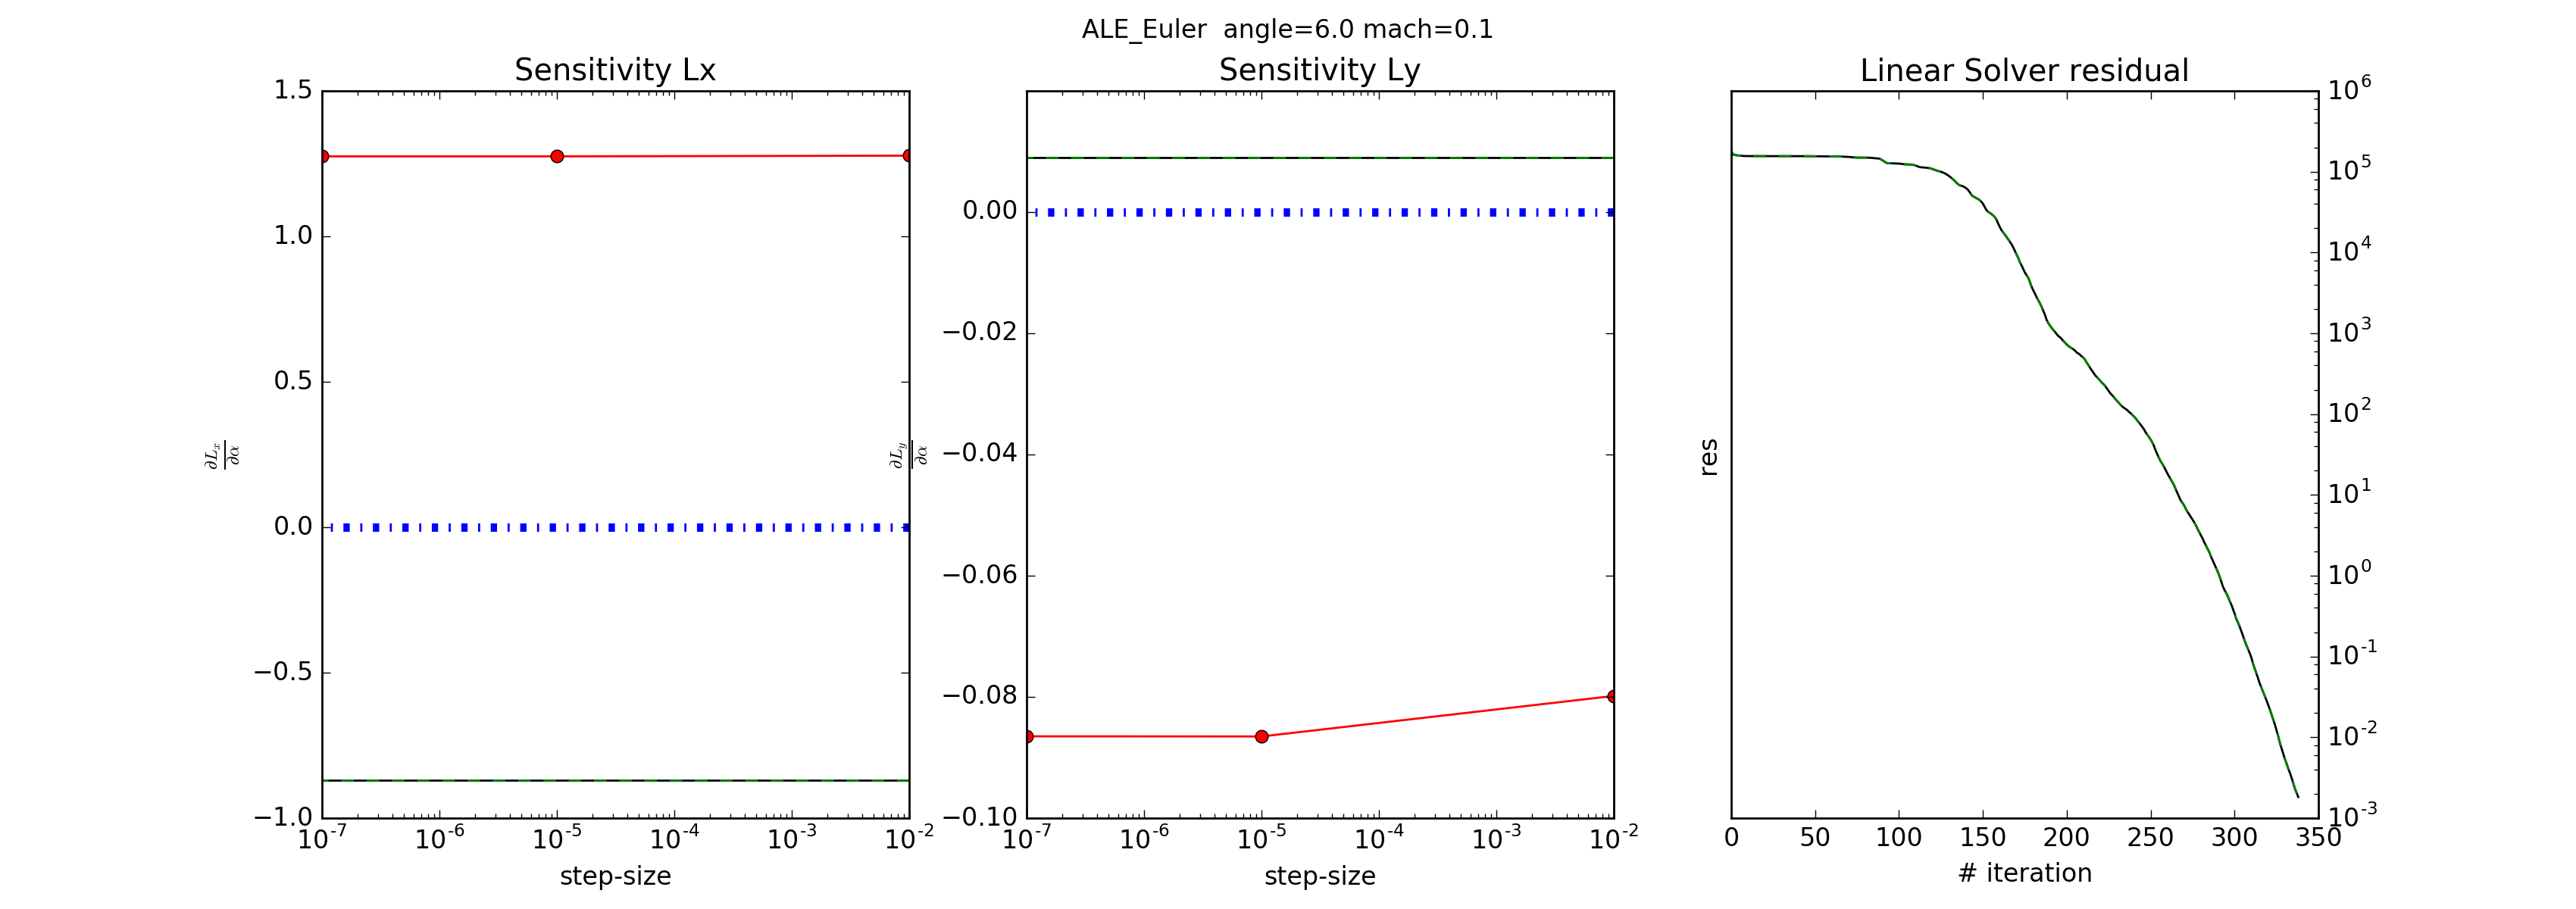 ALE_Euler  angle=6.0 mach=0.1
Sensitivity Lx
1.5
1.0
0.5
0.0
−0.5
−1.0
∂Lx/∂α
10^-7 10^-6 10^-5 10^-4 10^-3 10^-2
step-size
Sensitivity Ly
0.00
−0.02
−0.04
−0.06
−0.08
−0.10
∂Ly/∂α
10^-7 10^-6 10^-5 10^-4 10^-3 10^-2
step-size
Linear Solver residual
res
10^6
10^5
10^4
10^3
10^2
10^1
10^0
10^-1
10^-2
10^-3
0 50 100 150 200 250 300 350
# iteration